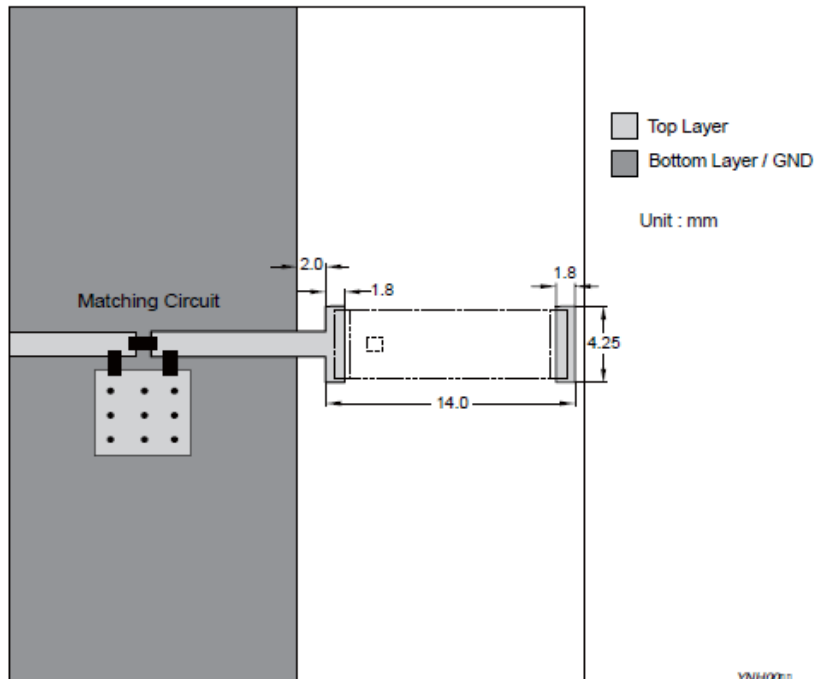 Top Layer
Bottom Layer / GND
Unit : mm
2.0
1.8
1.8
Matching Circuit
4.25
14.0